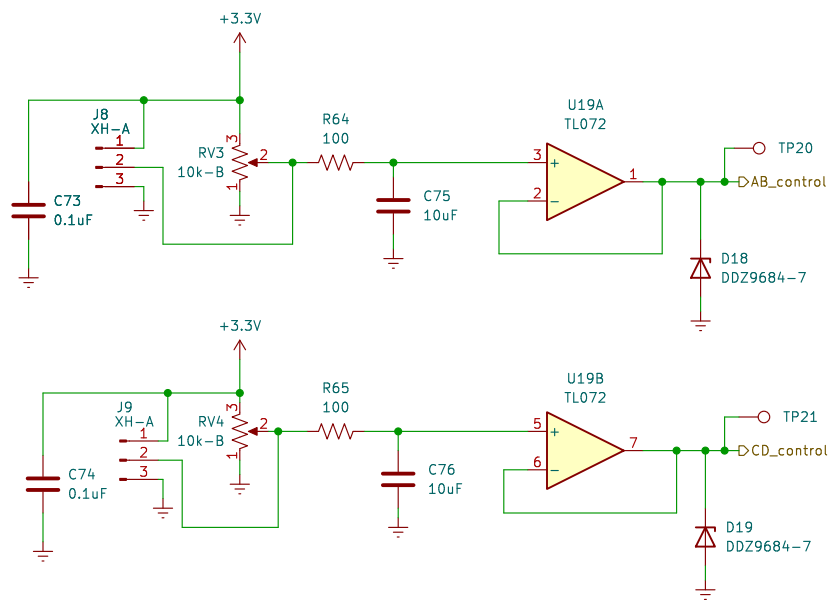 +3.3V
J8
XH-A
1
2
3
C73
0.1uF
RV3
10k-B
3
2
1
R64
100
C75
10uF
U19A
TL072
3
+
2
−
1
TP20
AB_control
D18
DDZ9684-7
+3.3V
J9
XH-A
1
2
3
C74
0.1uF
RV4
10k-B
3
2
1
R65
100
C76
10uF
U19B
TL072
5
+
6
−
7
TP21
CD_control
D19
DDZ9684-7